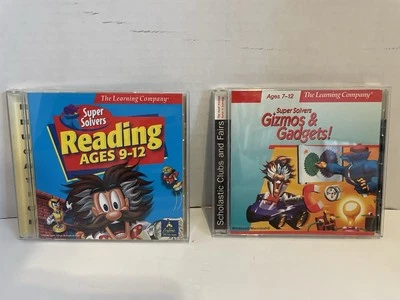 The Learning Company®
Super
Solvers
Reading
AGES 9-12
Scholastic Clubs and Fairs
Ages 7-12
The Learning Company®
Super Solvers
Gizmos &
Gadgets!